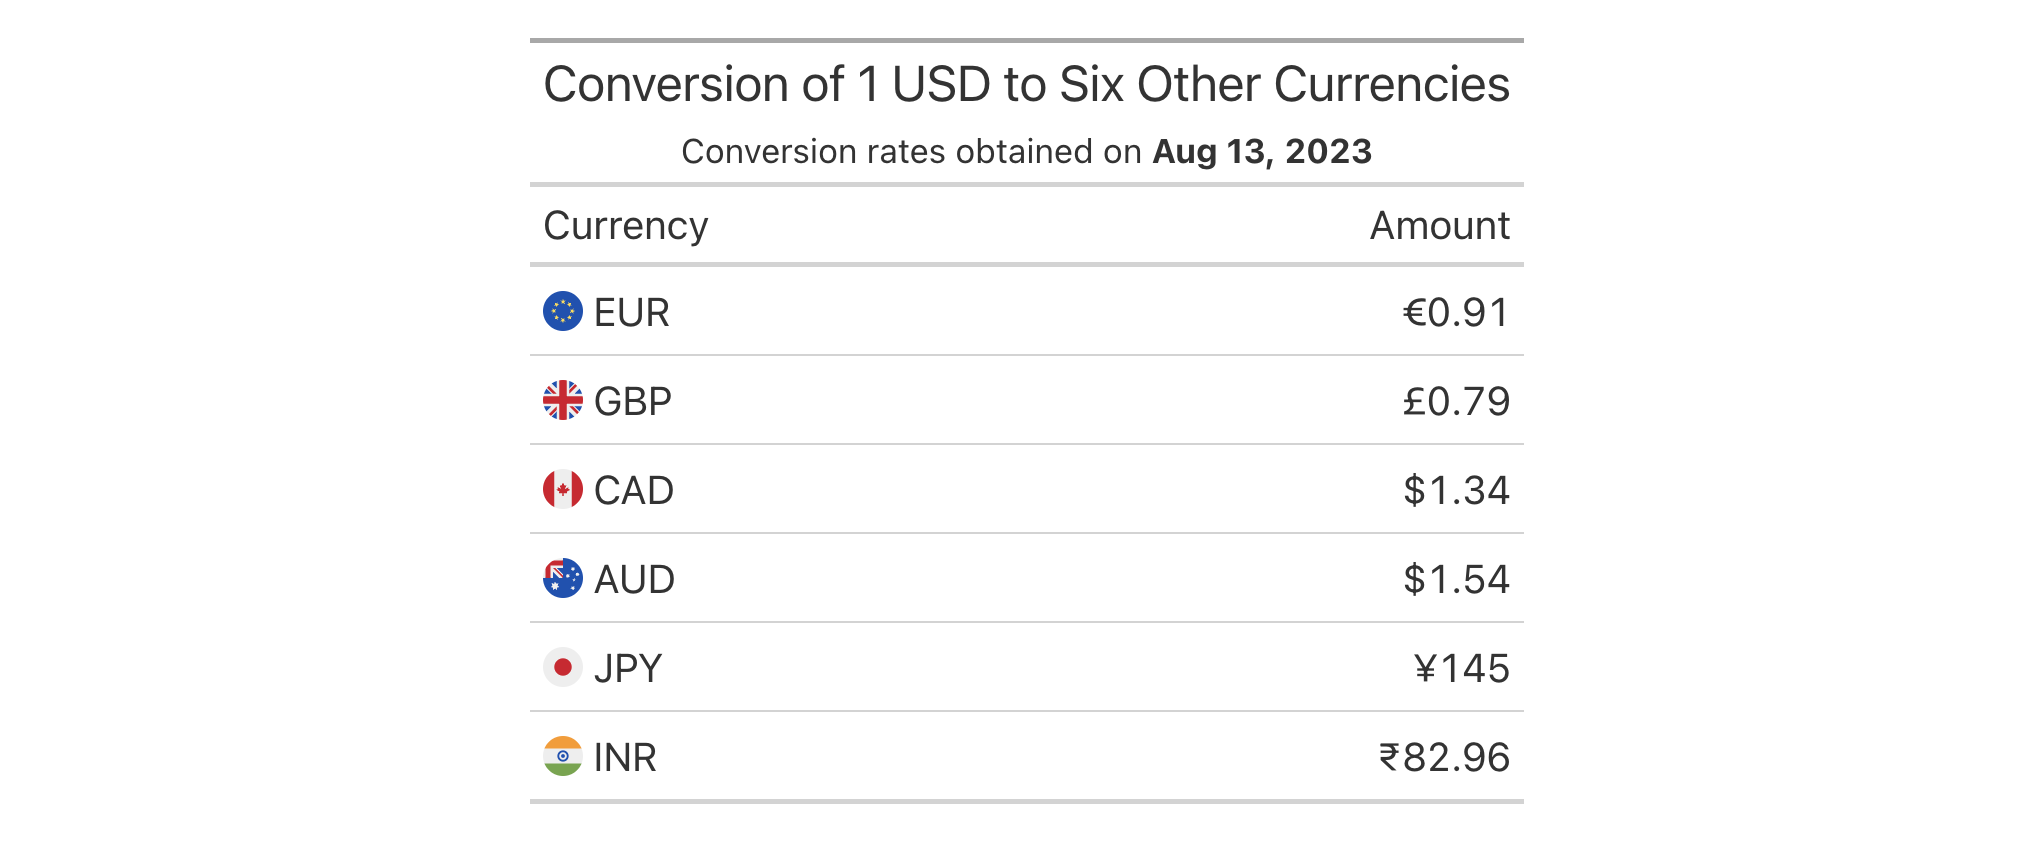 Conversion of 1 USD to Six Other Currencies
Conversion rates obtained on Aug 13, 2023
Currency Amount
EUR €0.91
GBP £0.79
CAD $1.34
AUD $1.54
JPY ¥145
INR ₹82.96